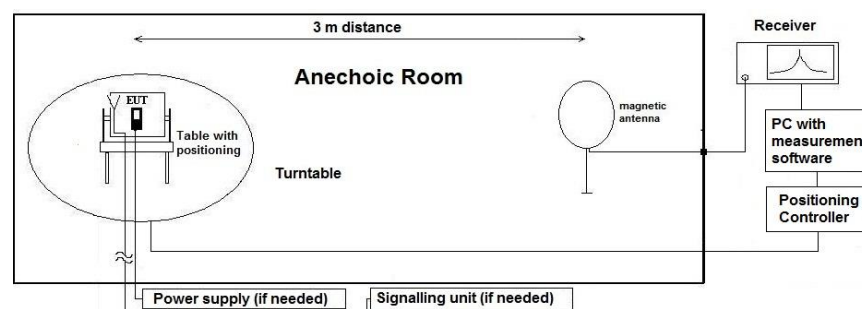 3 m distance
Receiver
Anechoic Room
EUT
magnetic
antenna
Table with
positioning
PC with
measuremen
software
Turntable
Positioning
Controller
Power supply (if needed)
Signalling unit (if needed)